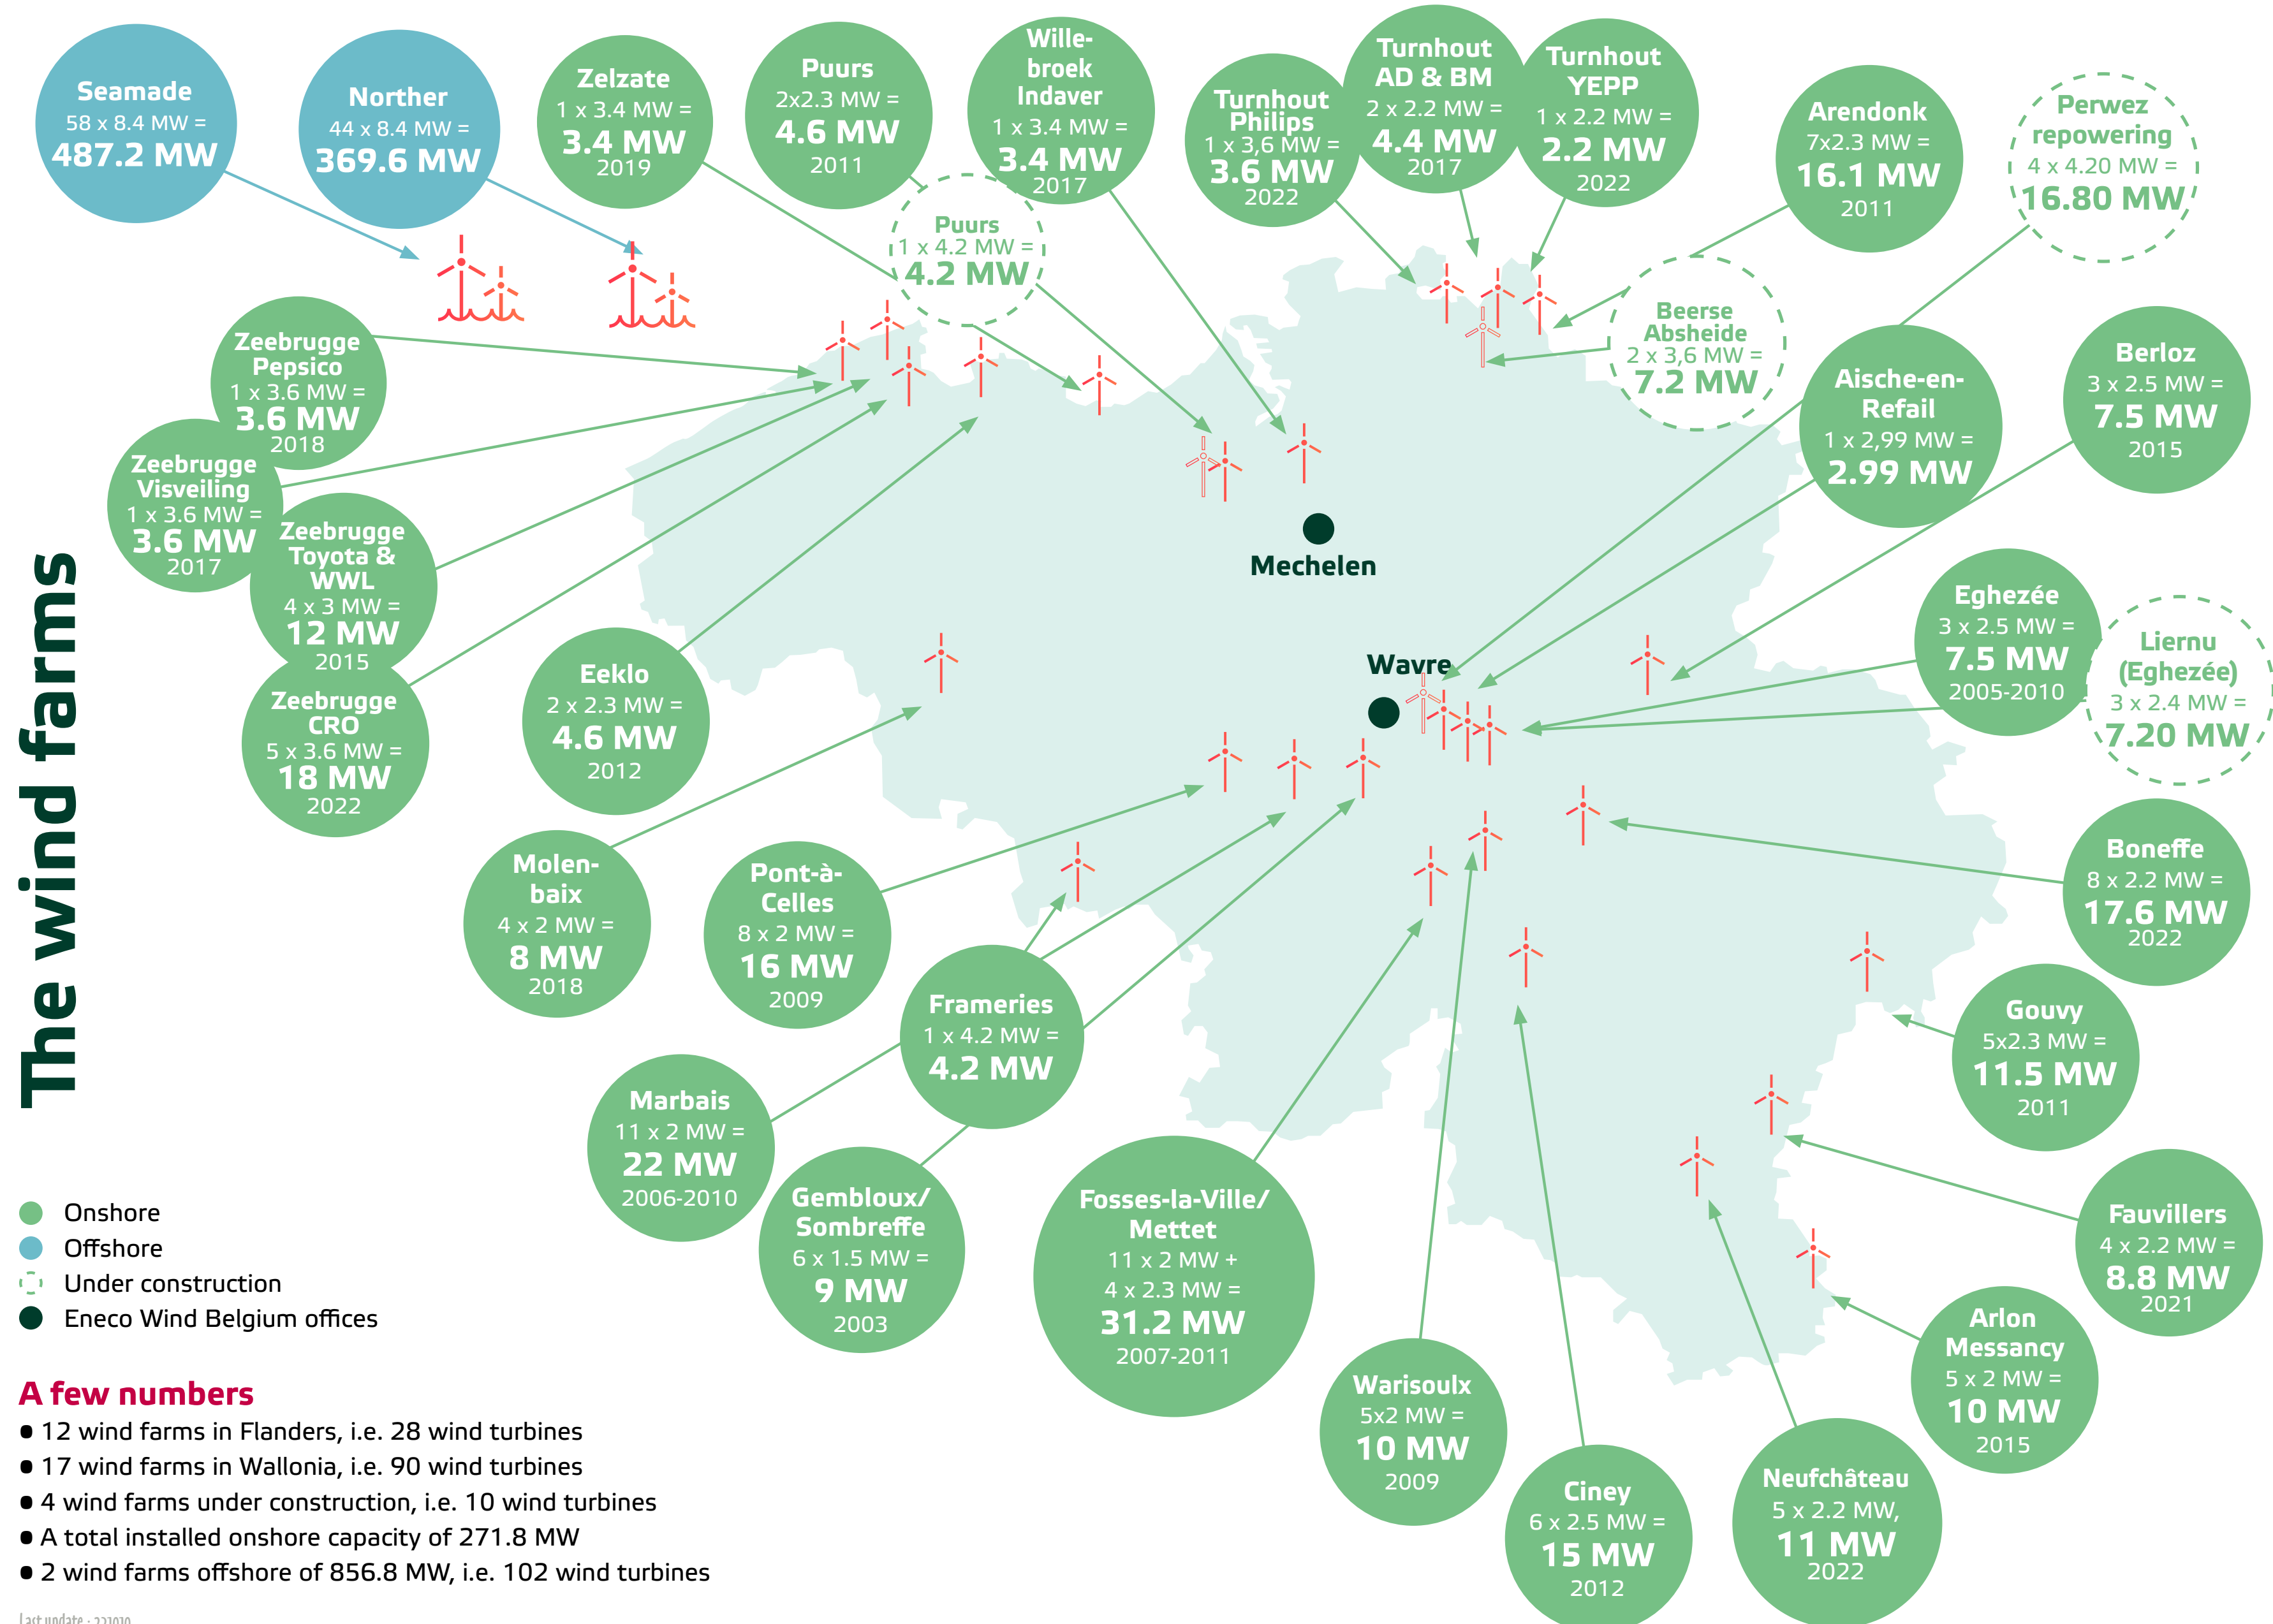 The wind farms
Seamade
58 x 8.4 MW =
487.2 MW
Norther
44 x 8.4 MW =
369.6 MW
Zelzate
1 x 3.4 MW =
3.4 MW
2019
Puurs
2x2.3 MW =
4.6 MW
2011
Wille-
broek
Indaver
1 x 3.4 MW =
3.4 MW
2017
Turnhout
Philips
1 x 3,6 MW =
3.6 MW
2022
Turnhout
AD & BM
2 x 2.2 MW =
4.4 MW
2017
Turnhout
YEPP
1 x 2.2 MW =
2.2 MW
2022
Arendonk
7x2.3 MW =
16.1 MW
2011
Perwez
repowering
4 x 4.20 MW =
16.80 MW
Puurs
1 x 4.2 MW =
4.2 MW
Beerse
Absheide
2 x 3,6 MW =
7.2 MW
Aische-en-
Refail
1 x 2,99 MW =
2.99 MW
Berloz
3 x 2.5 MW =
7.5 MW
2015
Zeebrugge
Pepsico
1 x 3.6 MW =
3.6 MW
2018
Zeebrugge
Visveiling
1 x 3.6 MW =
3.6 MW
2017
Zeebrugge
Toyota &
WWL
4 x 3 MW =
12 MW
2015
Zeebrugge
CRO
5 x 3.6 MW =
18 MW
2022
Eeklo
2 x 2.3 MW =
4.6 MW
2012
Mechelen
Wavre
Eghezée
3 x 2.5 MW =
7.5 MW
2005-2010
Liernu
(Eghezée)
3 x 2.4 MW =
7.20 MW
Molen-
baix
4 x 2 MW =
8 MW
2018
Pont-à-
Celles
8 x 2 MW =
16 MW
2009
Frameries
1 x 4.2 MW =
4.2 MW
Boneffe
8 x 2.2 MW =
17.6 MW
2022
Gouvy
5x2.3 MW =
11.5 MW
2011
Marbais
11 x 2 MW =
22 MW
2006-2010
Gembloux/
Sombreffe
6 x 1.5 MW =
9 MW
2003
Fosses-la-Ville/
Mettet
11 x 2 MW +
4 x 2.3 MW =
31.2 MW
2007-2011
Warisoulx
5x2 MW =
10 MW
2009
Ciney
6 x 2.5 MW =
15 MW
2012
Neufchâteau
5 x 2.2 MW,
11 MW
2022
Arlon
Messancy
5 x 2 MW =
10 MW
2015
Fauvillers
4 x 2.2 MW =
8.8 MW
2021
Onshore
Offshore
Under construction
Eneco Wind Belgium offices
A few numbers
• 12 wind farms in Flanders, i.e. 28 wind turbines
• 17 wind farms in Wallonia, i.e. 90 wind turbines
• 4 wind farms under construction, i.e. 10 wind turbines
• A total installed onshore capacity of 271.8 MW
• 2 wind farms offshore of 856.8 MW, i.e. 102 wind turbines
Last update :